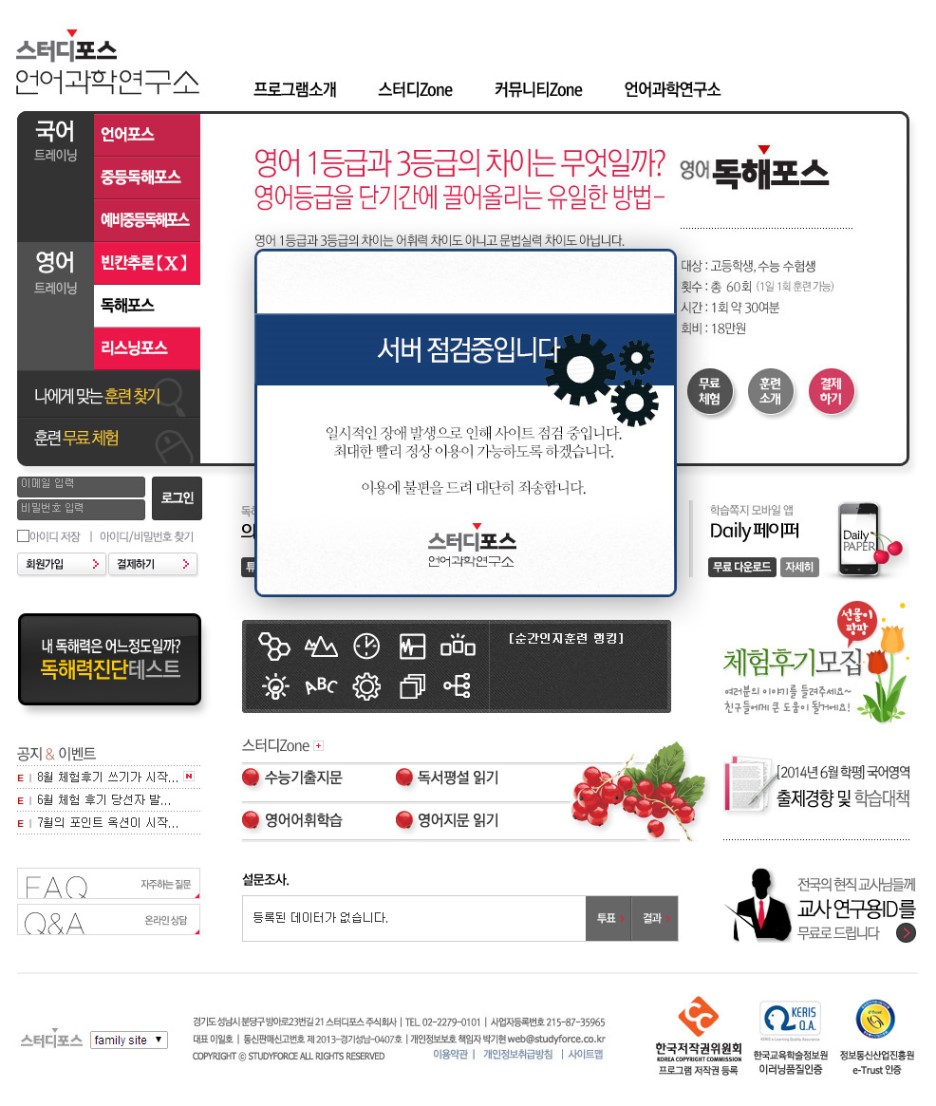 스터디포스
언어과학연구소
프로그램소개 스터디Zone 커뮤니티Zone 언어과학연구소
국어
트레이닝
언어포스
중등독해포스
예비중등독해포스
영어
트레이닝
빈칸추론【X】
독해포스
리스닝포스
나에게 맞는 훈련 찾기
훈련 무료 체험
영어 1등급과 3등급의 차이는 무엇일까?
영어등급을 단기간에 끌어올리는 유일한 방법-
영어 1등급과 3등급의 차이는 어휘력 차이도 아니고 문법실력 차이도 아닙니다.
영어 독해포스
대상 : 고등학생, 수능 수험생
횟수 : 총 60회 (1일 1회 훈련가능)
시간 : 1회 약 30여분
회비 : 18만원
무료 체험
훈련 소개
결제 하기
서버 점검중입니다
일시적인 장애 발생으로 인해 사이트 점검 중입니다.
최대한 빨리 정상 이용이 가능하도록 하겠습니다.
이용에 불편을 드려 대단히 죄송합니다.
스터디포스
언어과학연구소
이메일 입력
비밀번호 입력
로그인
아이디 저장 | 아이디/비밀번호 찾기
회원가입 > 결제하기 >
학습쪽지 모바일 앱
Daily 페이퍼
무료 다운로드 자세히
Daily
PAPER
내 독해력은 어느정도일까?
독해력진단테스트
ABC
[순간인지훈련 랭킹]
선물이
팡팡
체험후기모집
여러분의 이야기를 들려주세요~
친구들에게 큰 도움이 될거에요!
공지 & 이벤트
E | 8월 체험후기 쓰기가 시작... N
E | 6월 체험 후기 당선자 발...
E | 7월의 포인트 옥션이 시작...
스터디Zone +
수능기출지문 독서평설 읽기
영어어휘학습 영어지문 읽기
[2014년 6월 학평] 국어영역
출제경향 및 학습대책
FAQ 자주하는 질문
Q&A 온라인 상담
설문조사.
등록된 데이터가 없습니다.
투표 결과
전국의 현직 교사님들께
교사 연구용ID를
무료로 드립니다 >
스터디포스 family site
경기도 성남시 분당구 방아로23번길 21 스터디포스 주식회사 | TEL 02-2279-0101 | 사업자등록번호 215-87-35965
대표 이일호 | 통신판매신고번호 제 2013-경기성남-0407호 | 개인정보보호 책임자 박기현 web@studyforce.co.kr
COPYRIGHT © STUDYFORCE ALL RIGHTS RESERVED 이용약관 | 개인정보취급방침 | 사이트맵
한국저작권위원회
KOREA COPYRIGHT COMMISSION
프로그램 저작권 등록
KERIS
Q.A.
한국교육학술정보원
이러닝품질인증
정보통신산업진흥원
e-Trust 인증